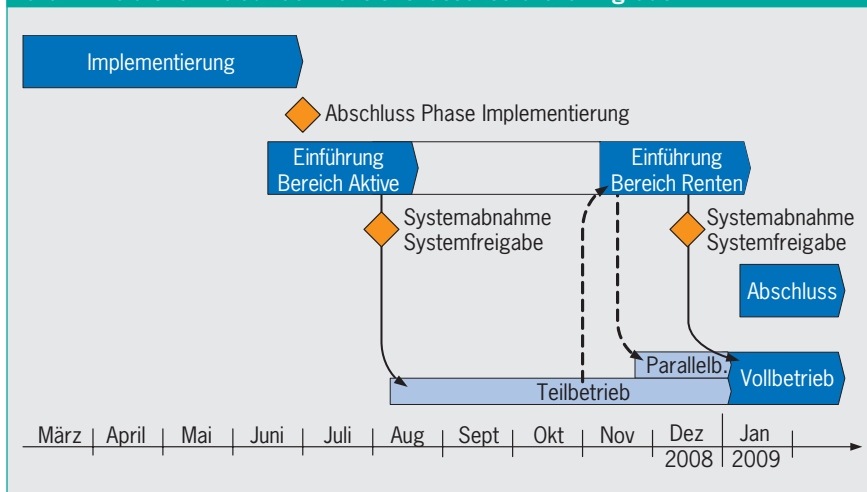 Implementierung
Abschluss Phase Implementierung
Einführung
Bereich Aktive
Einführung
Bereich Renten
Systemabnahme
Systemfreigabe
Systemabnahme
Systemfreigabe
Abschluss
Parallelb.
Vollbetrieb
Teilbetrieb
März April Mai Juni Juli Aug Sept Okt Nov Dez Jan
2008 2009